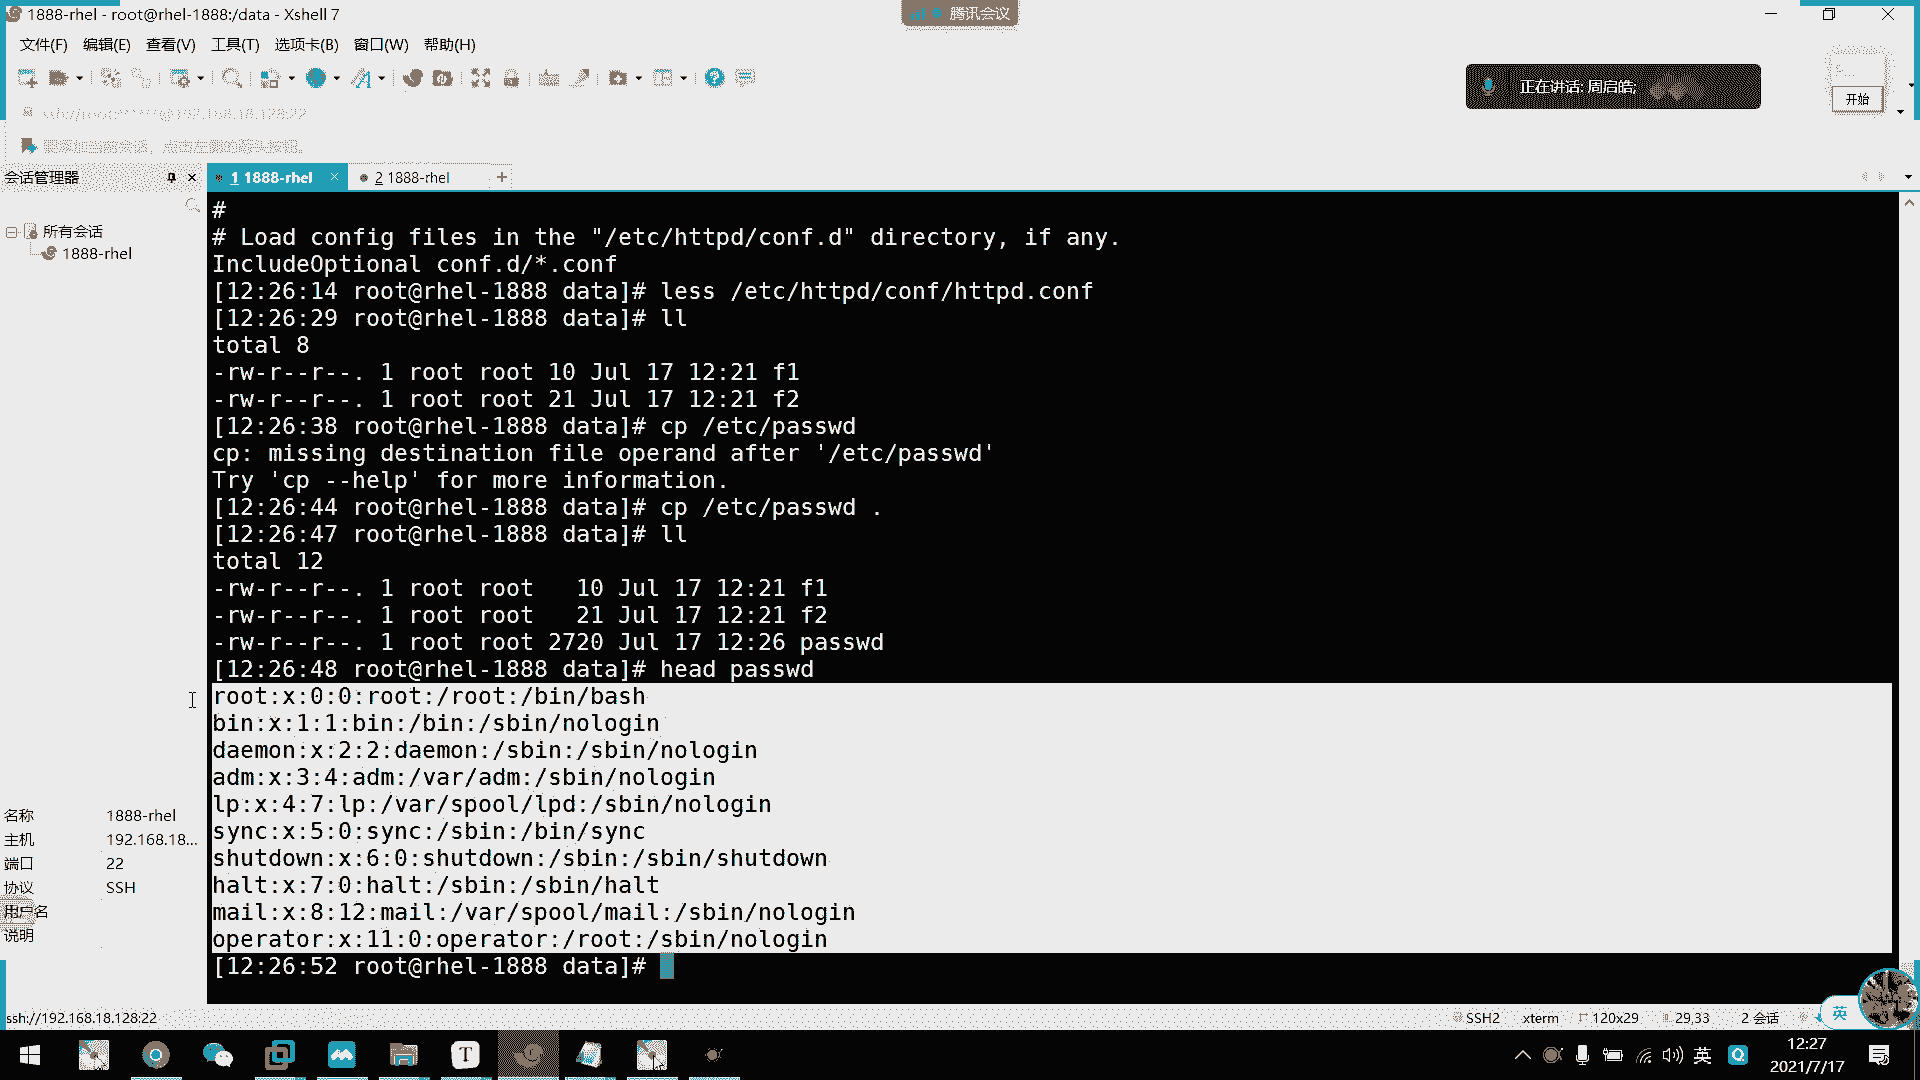 1888-rhel - root@rhel-1888:/data - Xshell 7
腾讯会议
文件(F) 编辑(E) 查看(V) 工具(T) 选项卡(B) 窗口(W) 帮助(H)
正在讲话: 周启皓;
开始
会话管理器
1 1888-rhel
2 1888-rhel
所有会话
1888-rhel
#
# Load config files in the "/etc/httpd/conf.d" directory, if any.
IncludeOptional conf.d/*.conf
[12:26:14 root@rhel-1888 data]# less /etc/httpd/conf/httpd.conf
[12:26:29 root@rhel-1888 data]# ll
total 8
-rw-r--r--. 1 root root 10 Jul 17 12:21 f1
-rw-r--r--. 1 root root 21 Jul 17 12:21 f2
[12:26:38 root@rhel-1888 data]# cp /etc/passwd
cp: missing destination file operand after '/etc/passwd'
Try 'cp --help' for more information.
[12:26:44 root@rhel-1888 data]# cp /etc/passwd .
[12:26:47 root@rhel-1888 data]# ll
total 12
-rw-r--r--. 1 root root   10 Jul 17 12:21 f1
-rw-r--r--. 1 root root   21 Jul 17 12:21 f2
-rw-r--r--. 1 root root 2720 Jul 17 12:26 passwd
[12:26:48 root@rhel-1888 data]# head passwd
root:x:0:0:root:/root:/bin/bash
bin:x:1:1:bin:/bin:/sbin/nologin
daemon:x:2:2:daemon:/sbin:/sbin/nologin
adm:x:3:4:adm:/var/adm:/sbin/nologin
lp:x:4:7:lp:/var/spool/lpd:/sbin/nologin
sync:x:5:0:sync:/sbin:/bin/sync
shutdown:x:6:0:shutdown:/sbin:/sbin/shutdown
halt:x:7:0:halt:/sbin:/sbin/halt
mail:x:8:12:mail:/var/spool/mail:/sbin/nologin
operator:x:11:0:operator:/root:/sbin/nologin
[12:26:52 root@rhel-1888 data]#
名称 1888-rhel
主机 192.168.18...
端口 22
协议 SSH
用户名
说明
ssh://192.168.18.128:22
SSH2 xterm 120x29 29,33 2 会话
英
英
12:27
2021/7/17